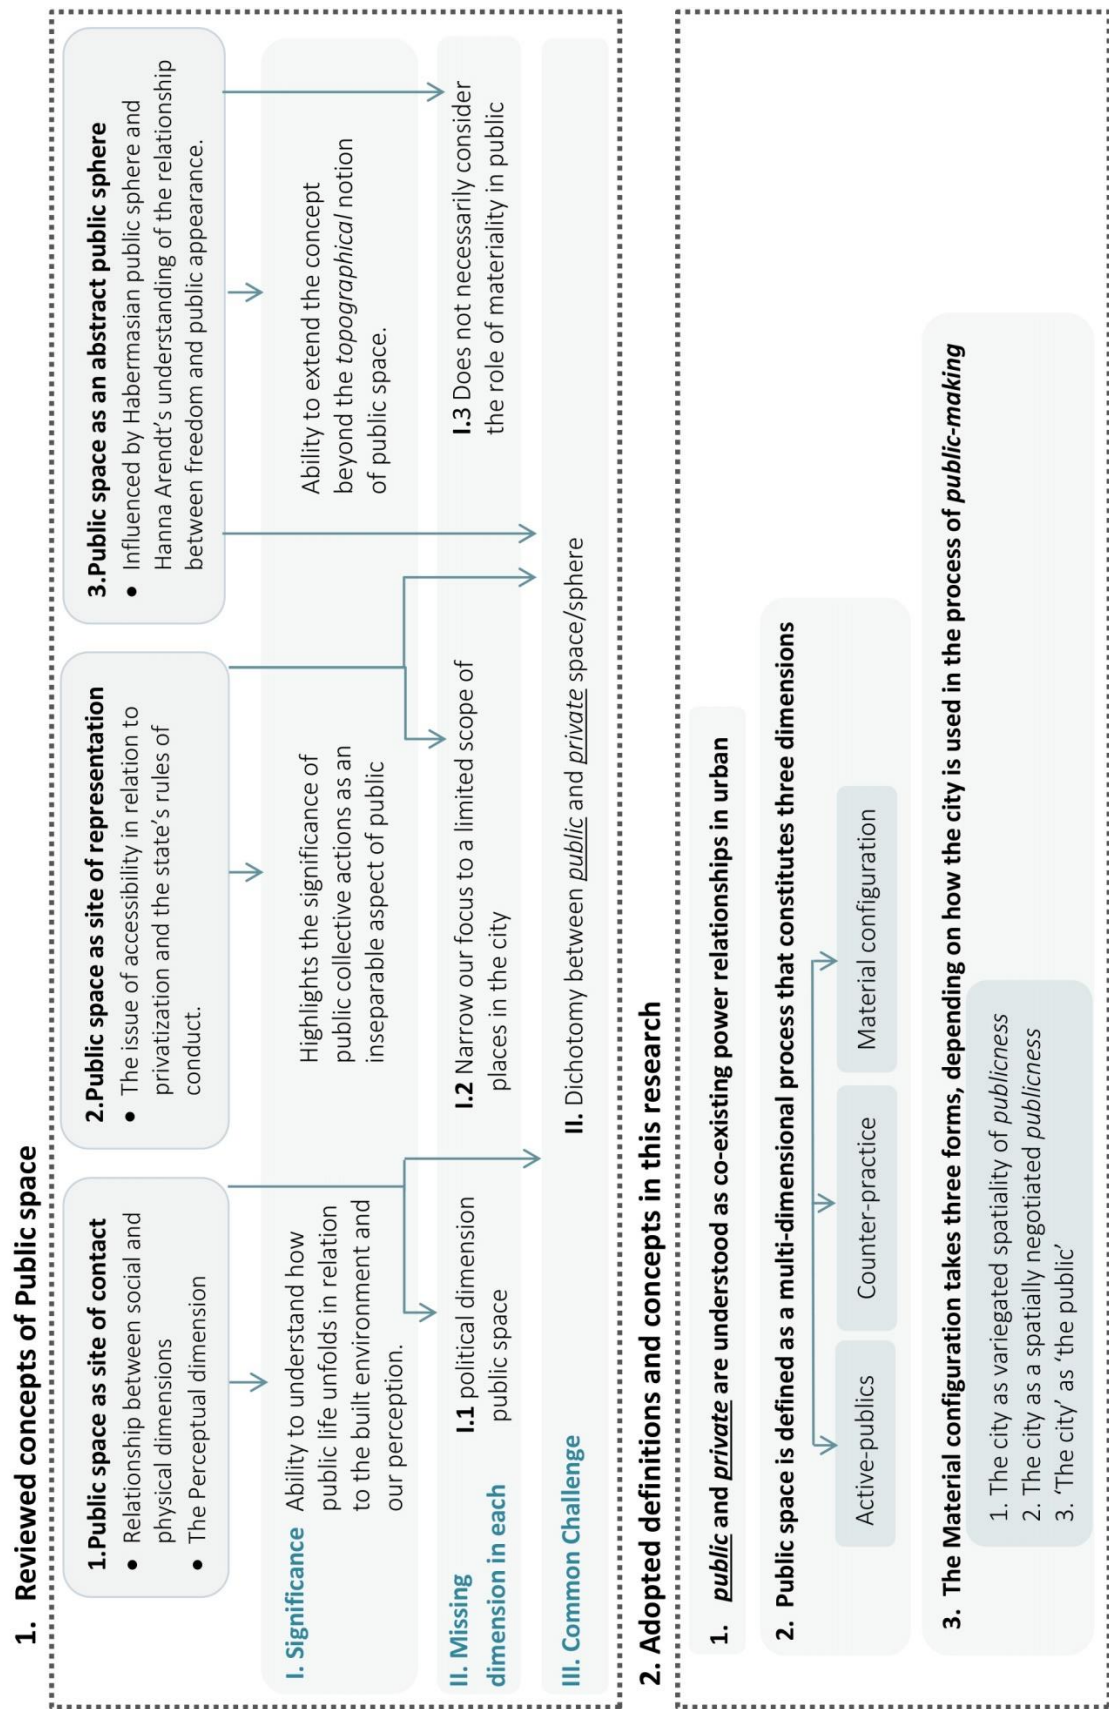 1. Reviewed concepts of Public space
1.Public space as site of contact
• Relationship between social and
physical dimensions
• The Perceptual dimension
2.Public space as site of representation
• The issue of accessibility in relation to
privatization and the state's rules of
conduct.
3.Public space as an abstract public sphere
• Influenced by Habermasian public sphere and
Hanna Arendt's understanding of the relationship
between freedom and public appearance.
I. Significance
Ability to understand how
public life unfolds in relation
to the built environment and
our perception.
Highlights the significance of
public collective actions as an
inseparable aspect of public
Ability to extend the concept
beyond the topographical notion
of public space.
II. Missing
dimension in each
I.1 political dimension
public space
I.2 Narrow our focus to a limited scope of
places in the city
I.3 Does not necessarily consider
the role of materiality in public
III. Common Challenge
II. Dichotomy between public and private space/sphere
2. Adopted definitions and concepts in this research
1. public and private are understood as co-existing power relationships in urban
2. Public space is defined as a multi-dimensional process that constitutes three dimensions
Active-publics
Counter-practice
Material configuration
3. The Material configuration takes three forms, depending on how the city is used in the process of public-making
1. The city as variegated spatiality of publicness
2. The city as a spatially negotiated publicness
3. 'The city' as 'the public'